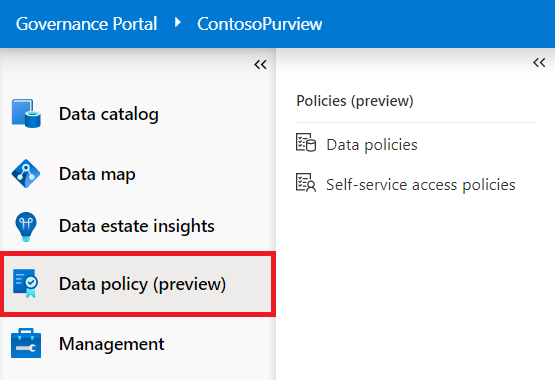 Governance Portal ContosoPurview
Data catalog
Data map
Data estate insights
Data policy (preview)
Management
Policies (preview)
Data policies
Self-service access policies